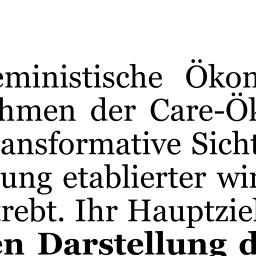 eministische Ökon
hmen der Care-Ök
ansformative Sicht
ung etablierter wir
rebt. Ihr Hauptziel
en Darstellung d